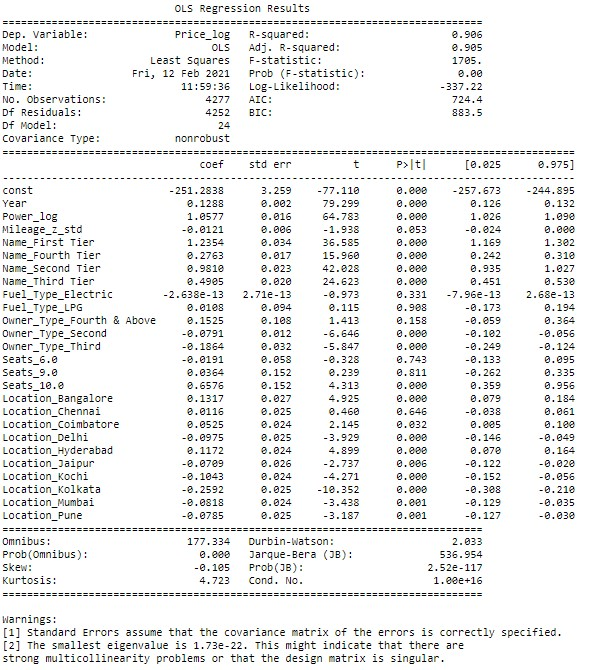 OLS Regression Results
==============================================================================
Dep. Variable: Price_log R-squared: 0.906
Model: OLS Adj. R-squared: 0.905
Method: Least Squares F-statistic: 1705.
Date: Fri, 12 Feb 2021 Prob (F-statistic): 0.00
Time: 11:59:36 Log-Likelihood: -337.22
No. Observations: 4277 AIC: 724.4
Df Residuals: 4252 BIC: 883.5
Df Model: 24
Covariance Type: nonrobust
==============================================================================
coef std err t P>|t| [0.025 0.975]
------------------------------------------------------------------------------
const -251.2838 3.259 -77.110 0.000 -257.673 -244.895
Year 0.1288 0.002 79.299 0.000 0.126 0.132
Power_log 1.0577 0.016 64.783 0.000 1.026 1.090
Mileage_z_std -0.0121 0.006 -1.938 0.053 -0.024 0.000
Name_First Tier 1.2354 0.034 36.585 0.000 1.169 1.302
Name_Fourth Tier 0.2763 0.017 15.960 0.000 0.242 0.310
Name_Second Tier 0.9810 0.023 42.028 0.000 0.935 1.027
Name_Third Tier 0.4905 0.020 24.623 0.000 0.451 0.530
Fuel_Type_Electric -2.638e-13 2.71e-13 -0.973 0.331 -7.96e-13 2.68e-13
Fuel_Type_LPG 0.0108 0.094 0.115 0.908 -0.173 0.194
Owner_Type_Fourth & Above 0.1525 0.108 1.413 0.158 -0.059 0.364
Owner_Type_Second -0.0791 0.012 -6.646 0.000 -0.102 -0.056
Owner_Type_Third -0.1864 0.032 -5.847 0.000 -0.249 -0.124
Seats_6.0 -0.0191 0.058 -0.328 0.743 -0.133 0.095
Seats_9.0 0.0364 0.152 0.239 0.811 -0.262 0.335
Seats_10.0 0.6576 0.152 4.313 0.000 0.359 0.956
Location_Bangalore 0.1317 0.027 4.925 0.000 0.079 0.184
Location_Chennai 0.0116 0.025 0.460 0.646 -0.038 0.061
Location_Coimbatore 0.0525 0.024 2.145 0.032 0.005 0.100
Location_Delhi -0.0975 0.025 -3.929 0.000 -0.146 -0.049
Location_Hyderabad 0.1172 0.024 4.899 0.000 0.070 0.164
Location_Jaipur -0.0709 0.026 -2.737 0.006 -0.122 -0.020
Location_Kochi -0.1043 0.024 -4.271 0.000 -0.152 -0.056
Location_Kolkata -0.2592 0.025 -10.352 0.000 -0.308 -0.210
Location_Mumbai -0.0818 0.024 -3.438 0.001 -0.129 -0.035
Location_Pune -0.0785 0.025 -3.187 0.001 -0.127 -0.030
==============================================================================
Omnibus: 177.334 Durbin-Watson: 2.033
Prob(Omnibus): 0.000 Jarque-Bera (JB): 536.954
Skew: -0.105 Prob(JB): 2.52e-117
Kurtosis: 4.723 Cond. No. 1.00e+16
==============================================================================
Warnings:
[1] Standard Errors assume that the covariance matrix of the errors is correctly specified.
[2] The smallest eigenvalue is 1.73e-22. This might indicate that there are
strong multicollinearity problems or that the design matrix is singular.